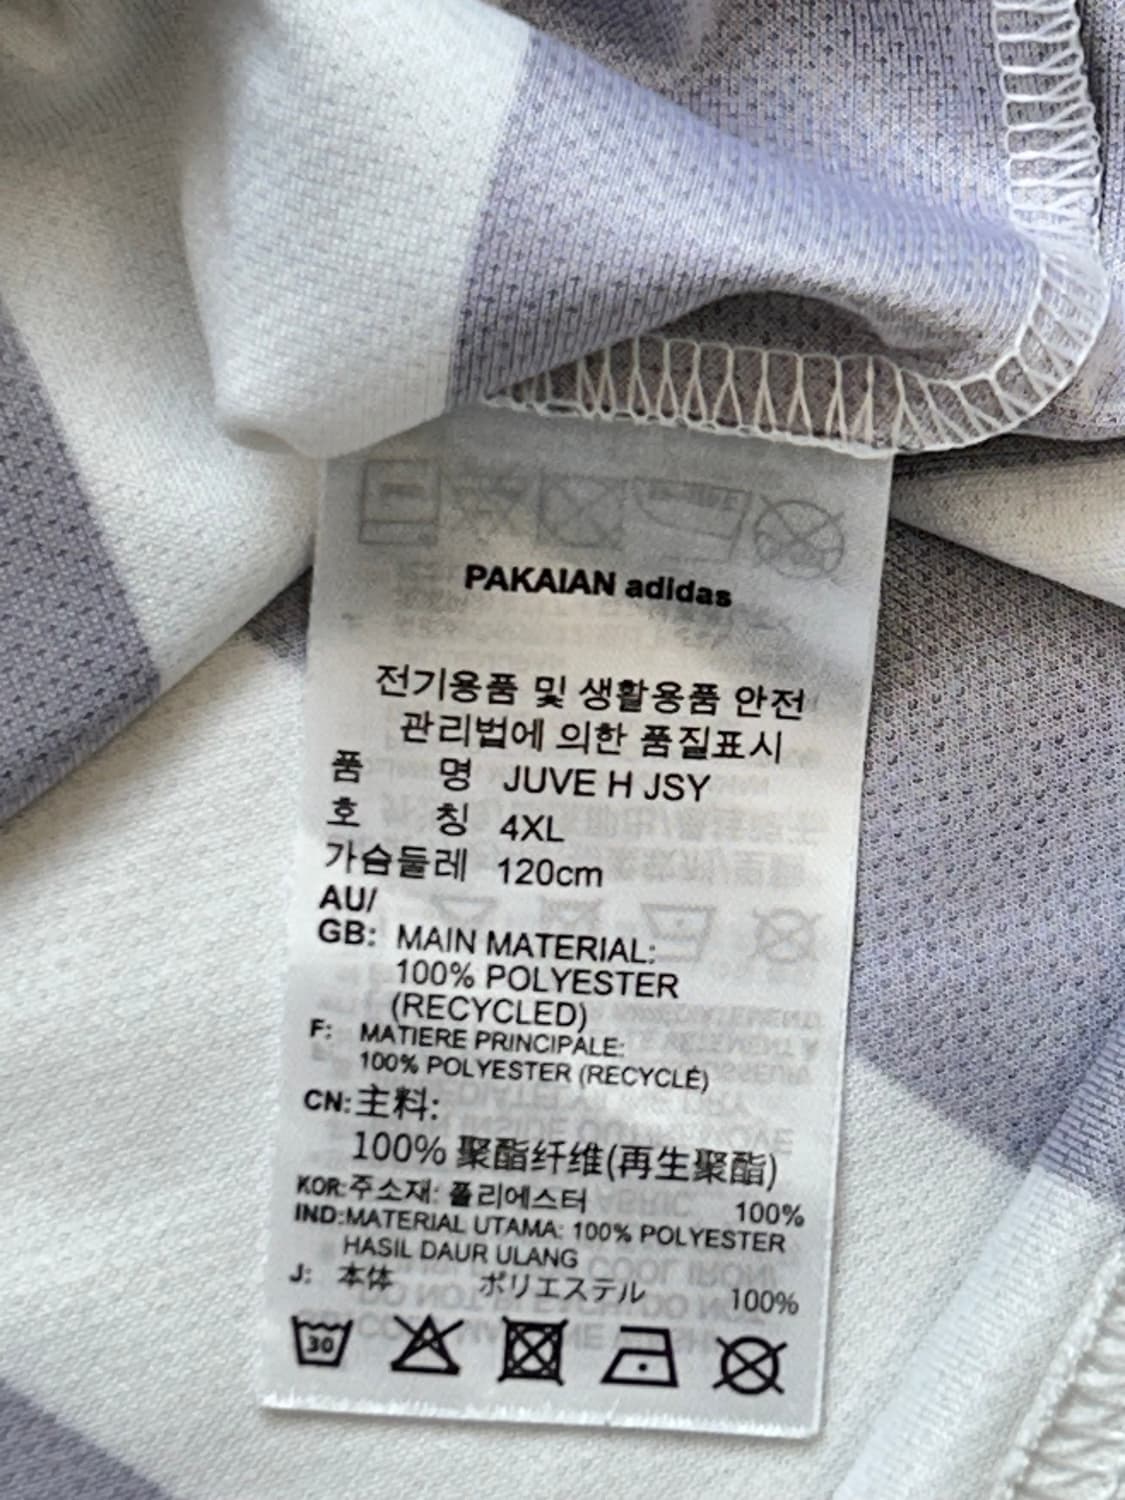 PAKAIAN adidas
전기용품 및 생활용품 안전
관리법에 의한 품질표시
품 명 JUVE H JSY
호 칭 4XL
가슴둘레 120cm
AU/
GB: MAIN MATERIAL:
100% POLYESTER
(RECYCLED)
F: MATIERE PRINCIPALE:
100% POLYESTER (RECYCLÉ)
CN:主料:
100% 聚酯纤维(再生聚酯)
KOR:주소재: 폴리에스터 100%
IND:MATERIAL UTAMA: 100% POLYESTER
HASIL DAUR ULANG
J: 本体 ポリエステル 100%
30